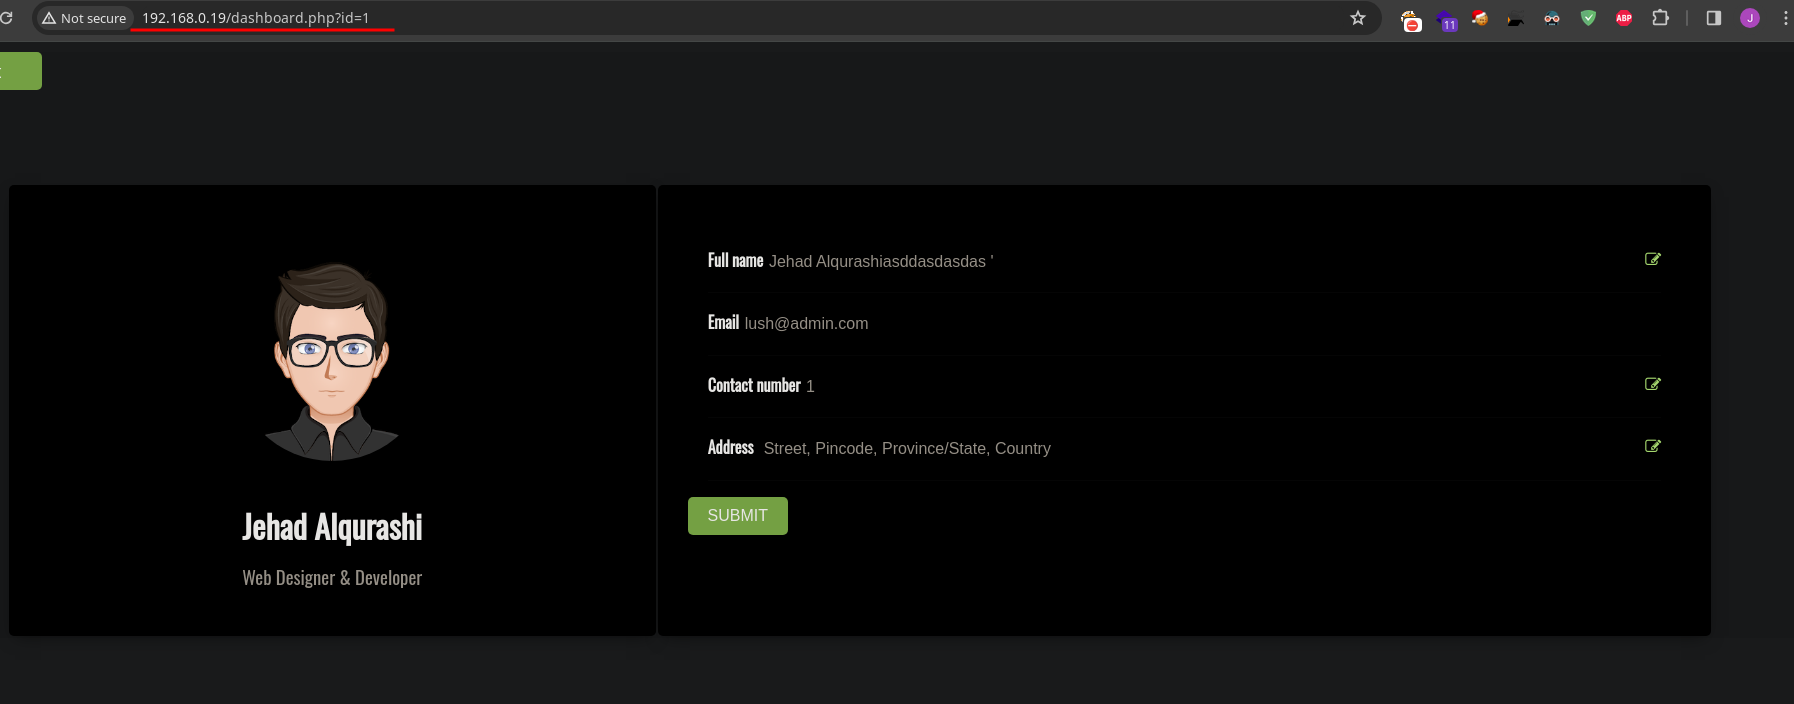 Not secure 192.168.0.19/dashboard.php?id=1
11 ABP J
Full name Jehad Alqurashiasddasdasdas '
Email lush@admin.com
Contact number 1
Address Street, Pincode, Province/State, Country
SUBMIT
Jehad Alqurashi
Web Designer & Developer